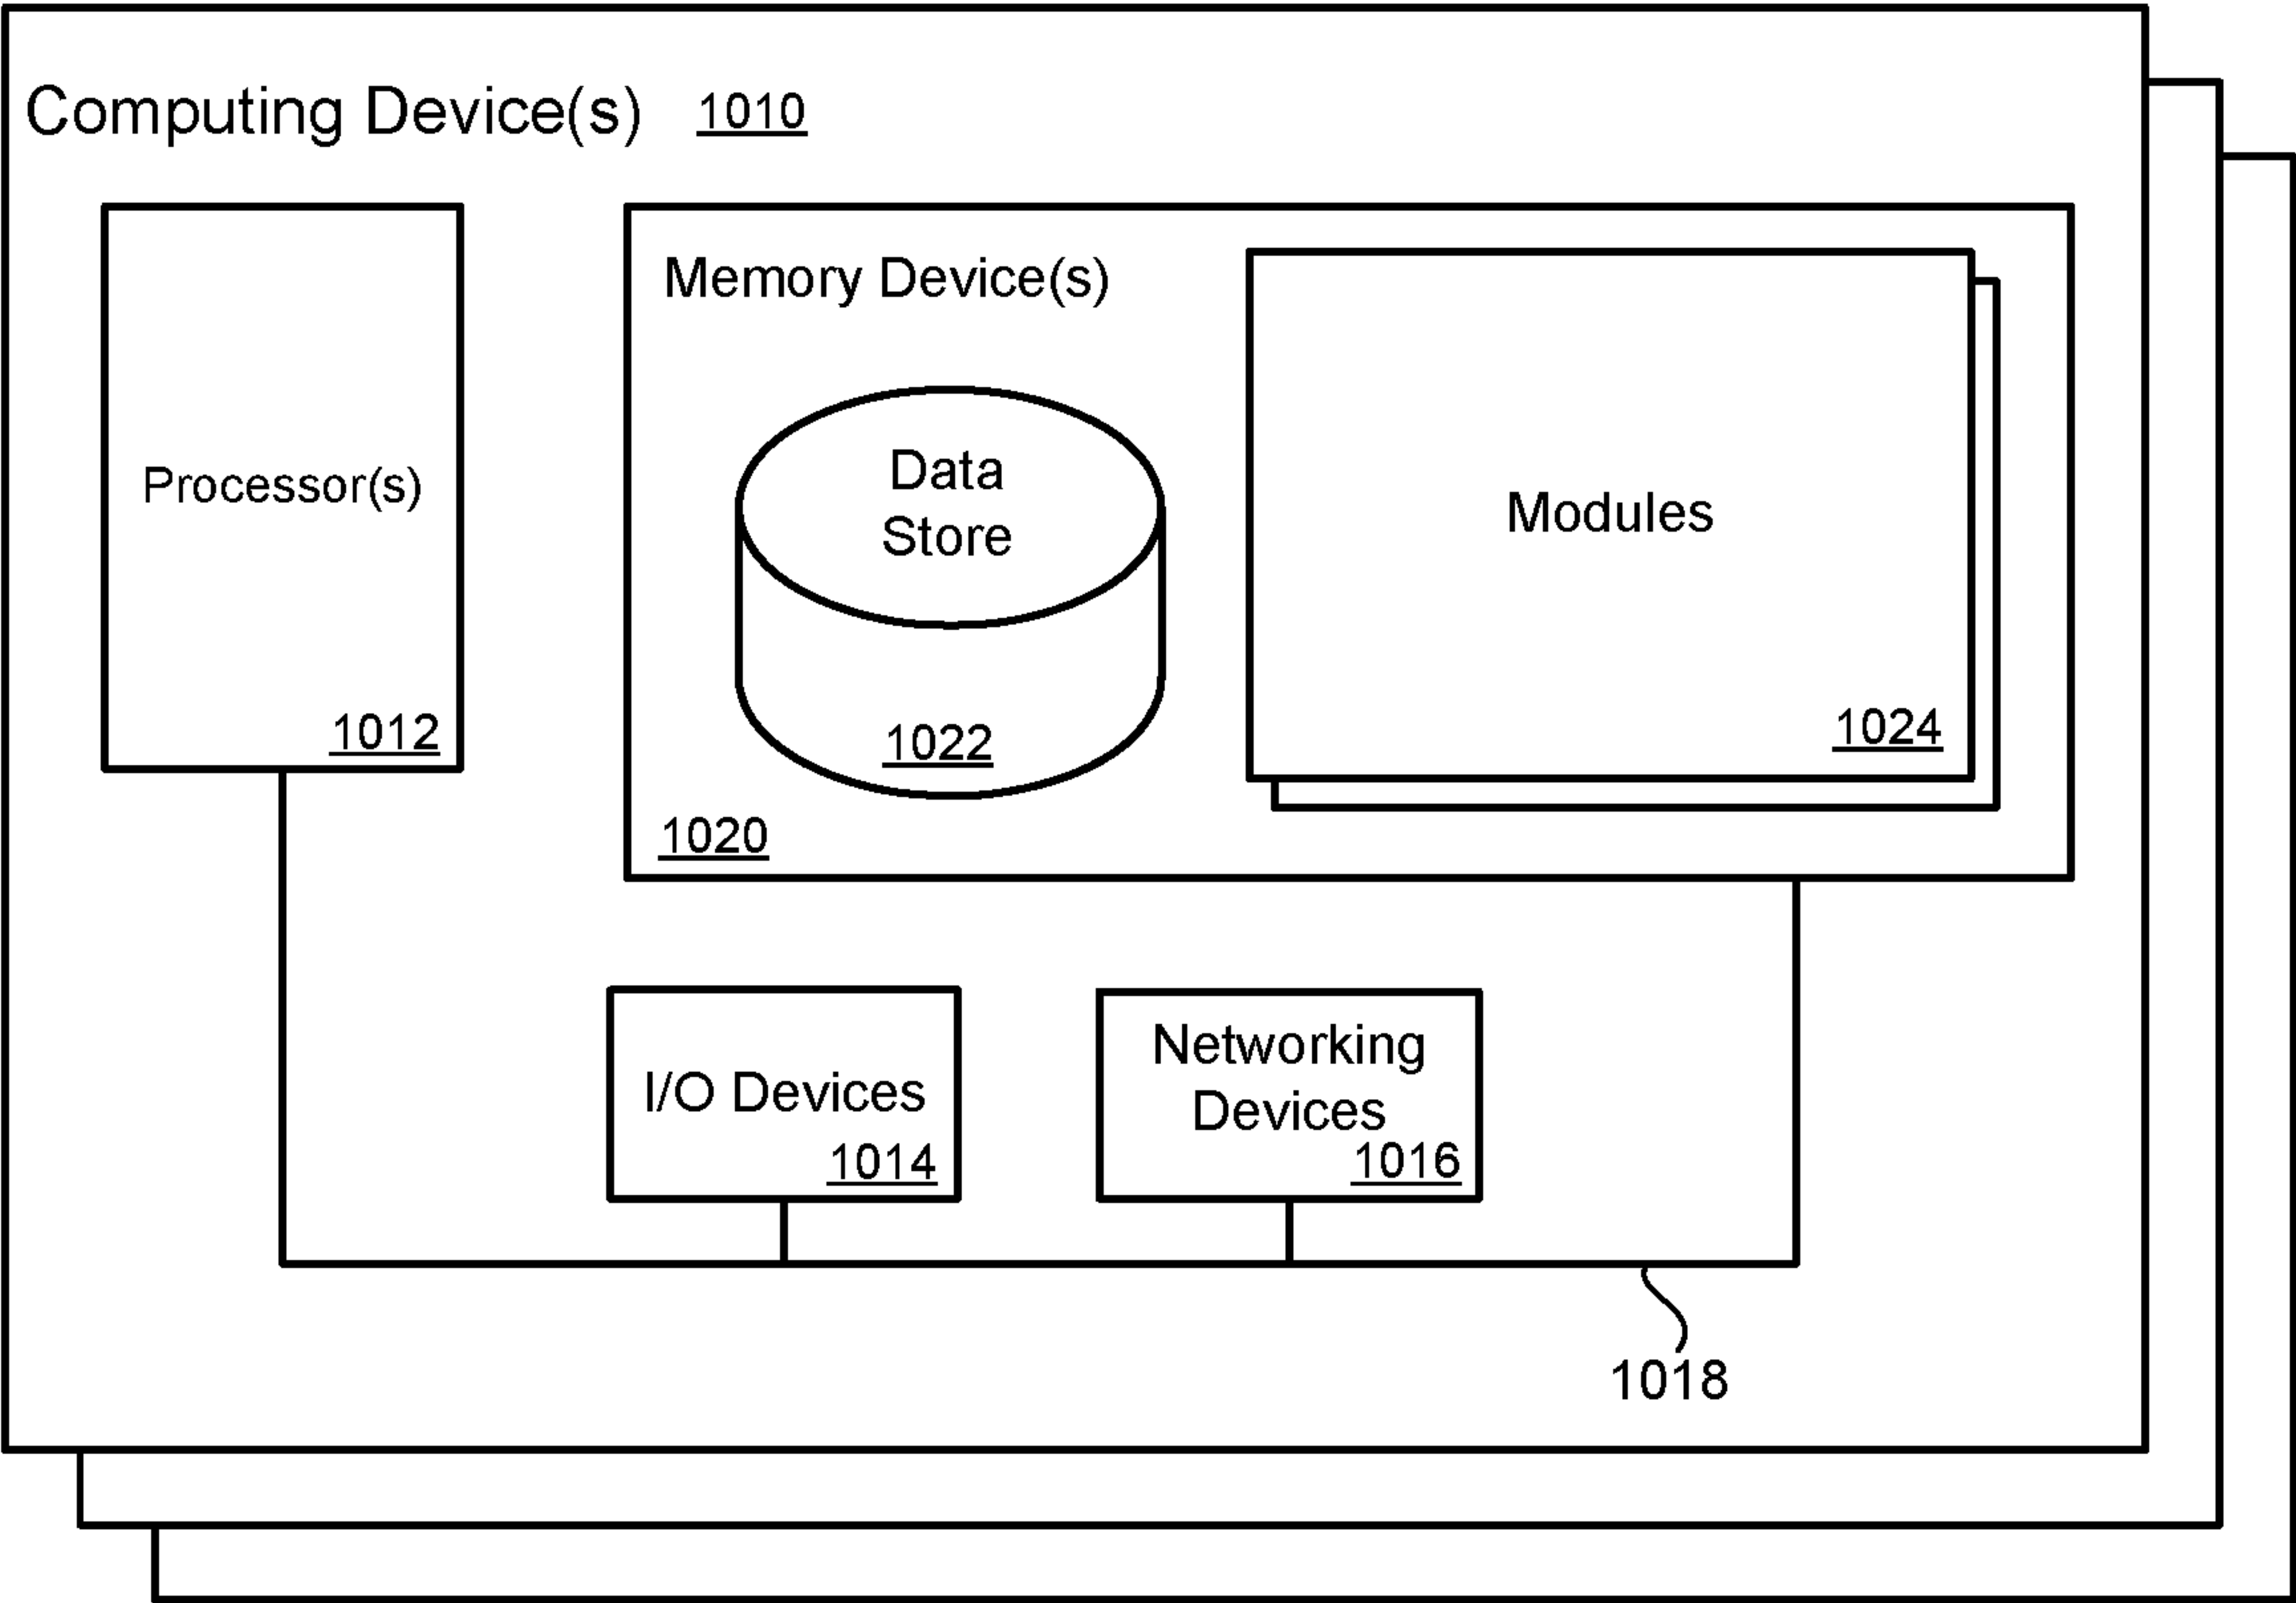 Computing Device(s) 1010
Processor(s)
1012
Memory Device(s)
Data
Store
1022
1020
Modules
1024
I/O Devices
1014
Networking
Devices
1016
1018